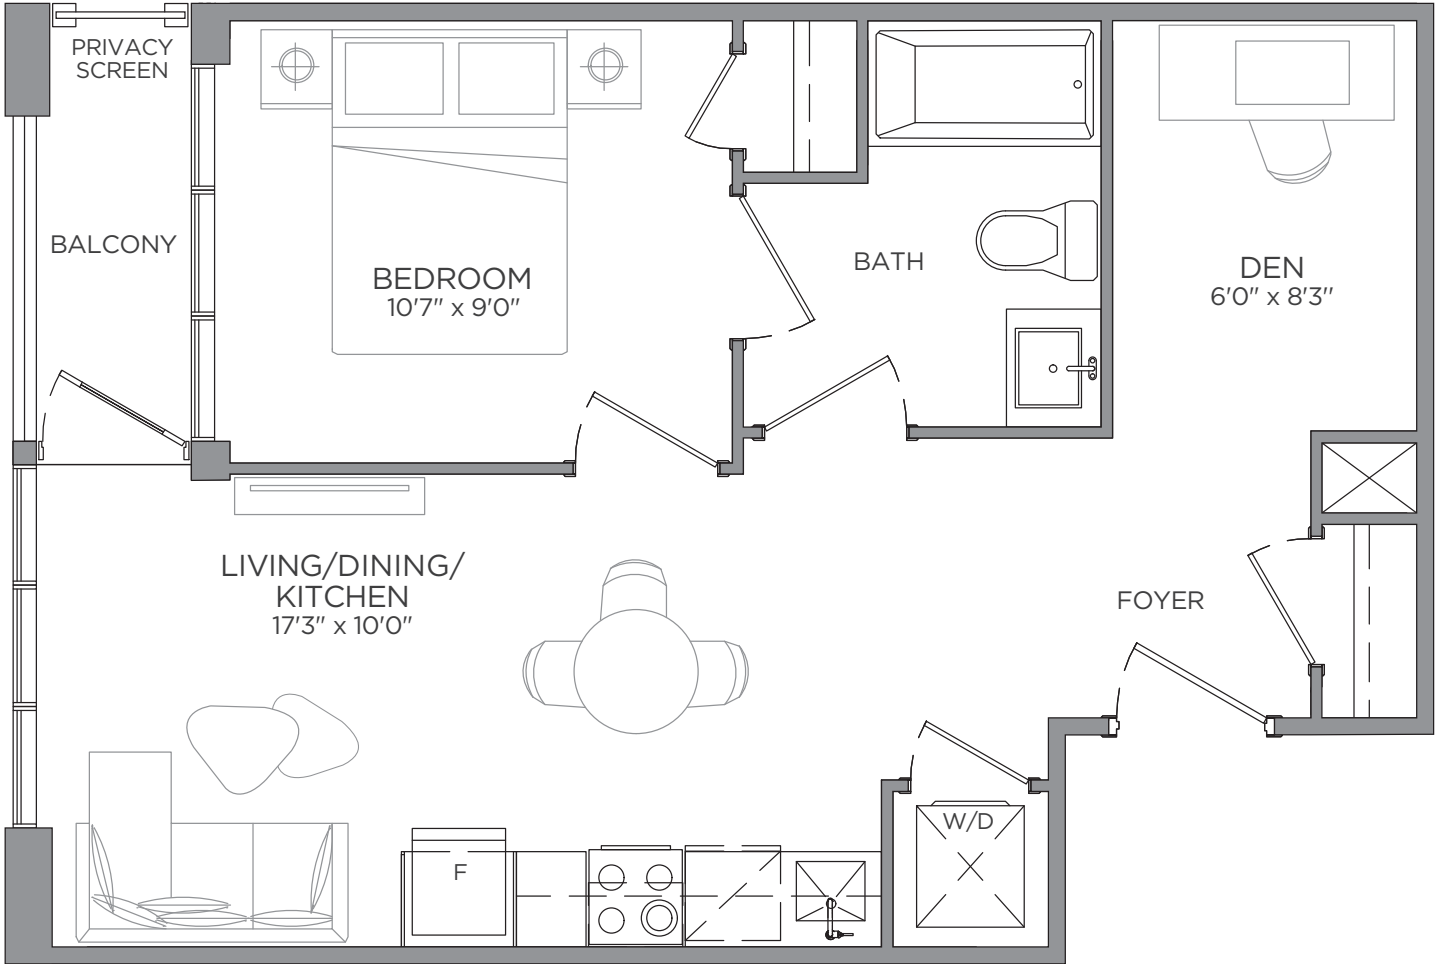 PRIVACY
SCREEN
BALCONY
BEDROOM
10'7" x 9'0"
BATH
DEN
6'0" x 8'3"
LIVING/DINING/
KITCHEN
17'3" x 10'0"
FOYER
W/D
F